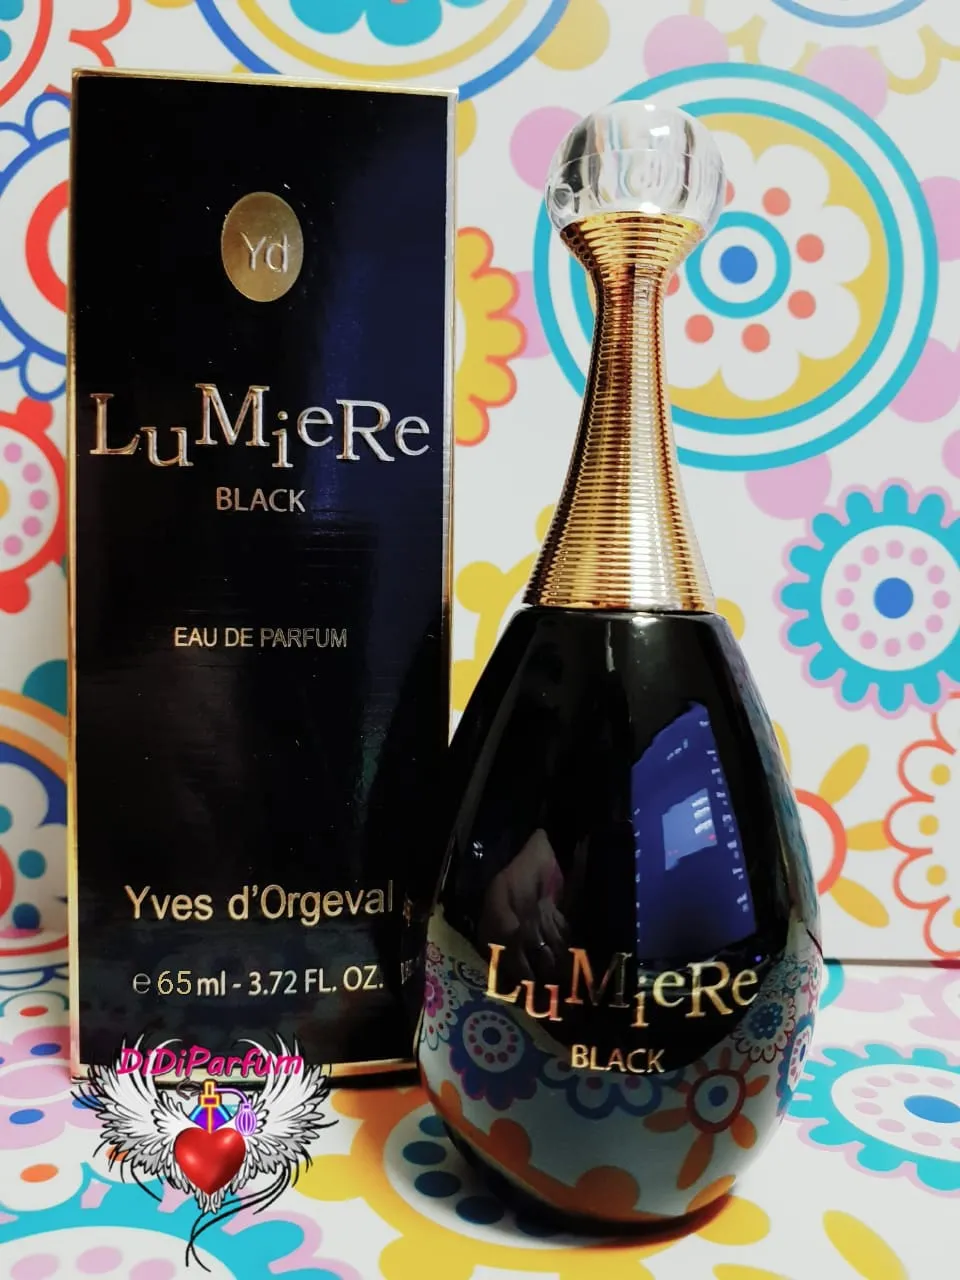 Yd
LuMieRe
BLACK
EAU DE PARFUM
Yves d'Orgeval
e 65 ml - 3.72 FL. OZ.
DiDiParfum
LuMieRe
BLACK